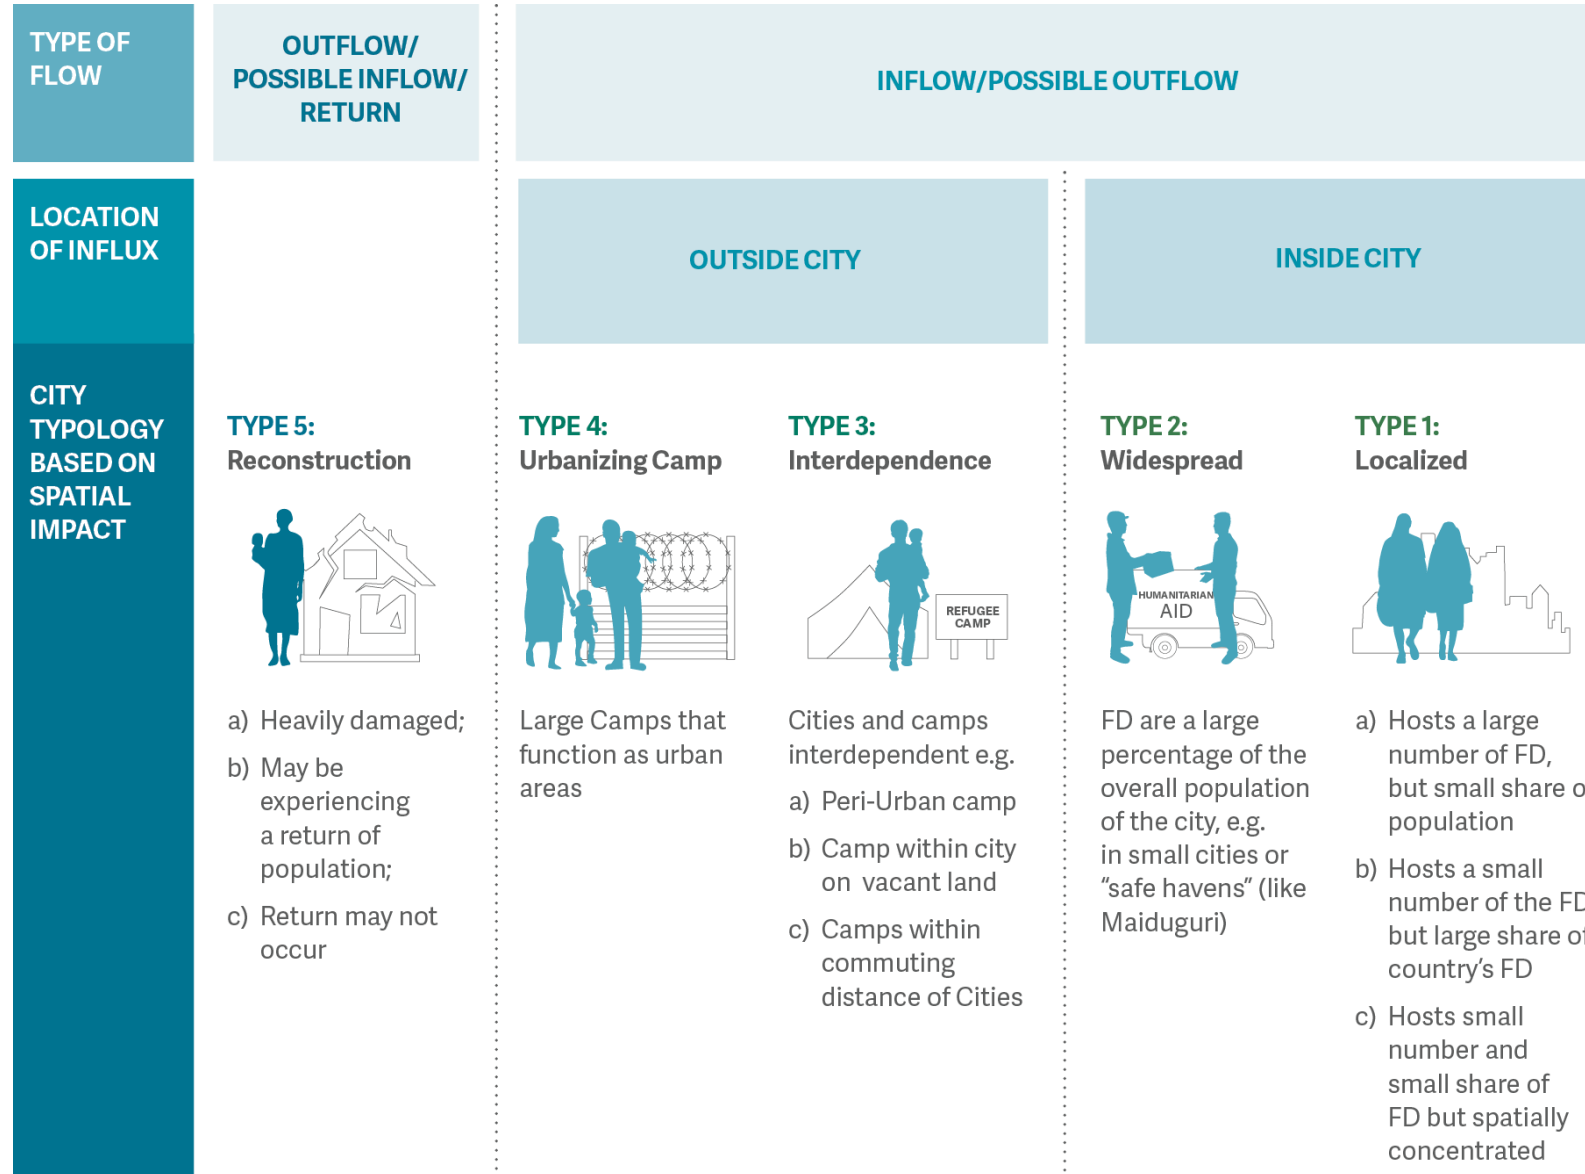 TYPE OF
FLOW
OUTFLOW/
POSSIBLE INFLOW/
RETURN
INFLOW/POSSIBLE OUTFLOW
LOCATION
OF INFLUX
OUTSIDE CITY
INSIDE CITY
CITY
TYPOLOGY
BASED ON
SPATIAL
IMPACT
TYPE 5:
Reconstruction
a) Heavily damaged;
b) May be
experiencing
a return of
population;
c) Return may not
occur
TYPE 4:
Urbanizing Camp
Large Camps that
function as urban
areas
TYPE 3:
Interdependence
REFUGEE
CAMP
Cities and camps
interdependent e.g.
a) Peri-Urban camp
b) Camp within city
on vacant land
c) Camps within
commuting
distance of Cities
TYPE 2:
Widespread
HUMANITARIAN
AID
FD are a large
percentage of the
overall population
of the city, e.g.
in small cities or
“safe havens” (like
Maiduguri)
TYPE 1:
Localized
a) Hosts a large
number of FD,
but small share o
population
b) Hosts a small
number of the FD
but large share of
country’s FD
c) Hosts small
number and
small share of
FD but spatially
concentrated